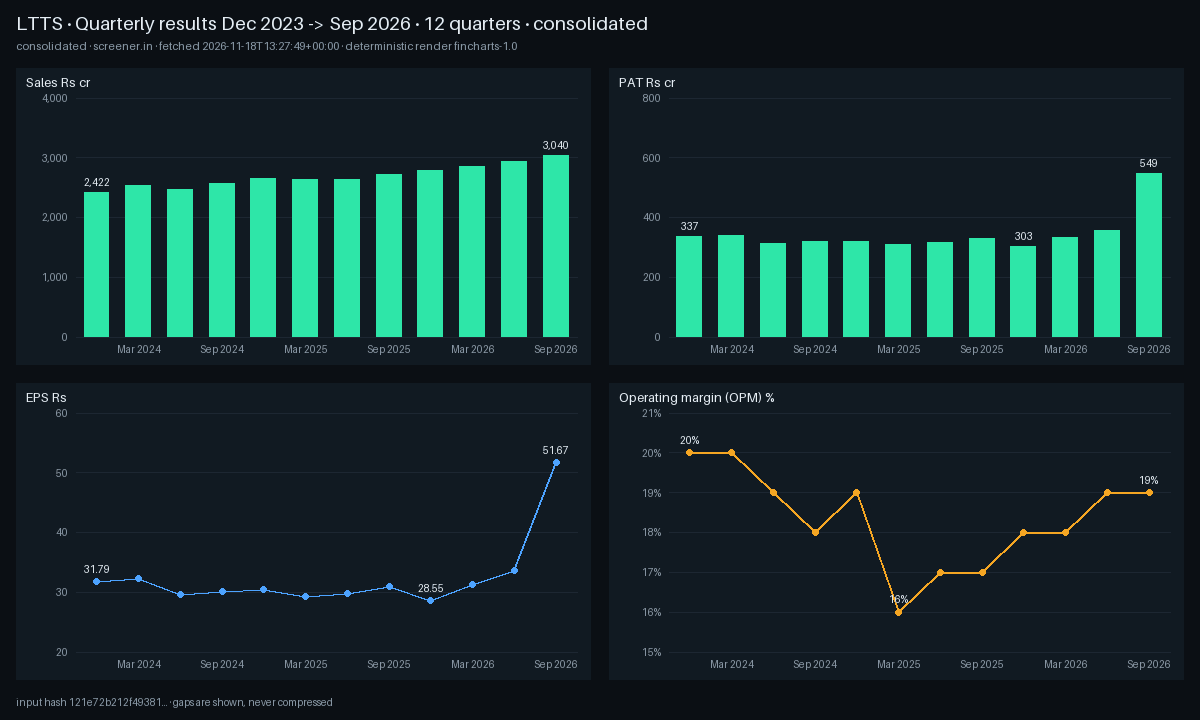 LTTS · Quarterly results Dec 2023 -> Sep 2026 · 12 quarters · consolidated
consolidated · screener.in · fetched 2026-11-18T13:27:49+00:00 · deterministic render fincharts-1.0
Sales Rs cr
4,000
3,000
2,000
1,000
0
2,422
3,040
Mar 2024
Sep 2024
Mar 2025
Sep 2025
Mar 2026
Sep 2026
PAT Rs cr
800
600
400
200
0
337
303
549
Mar 2024
Sep 2024
Mar 2025
Sep 2025
Mar 2026
Sep 2026
EPS Rs
60
50
40
30
20
31.79
28.55
51.67
Mar 2024
Sep 2024
Mar 2025
Sep 2025
Mar 2026
Sep 2026
Operating margin (OPM) %
21%
20%
19%
18%
17%
16%
15%
20%
16%
19%
Mar 2024
Sep 2024
Mar 2025
Sep 2025
Mar 2026
Sep 2026
input hash 121e72b212f49381… · gaps are shown, never compressed